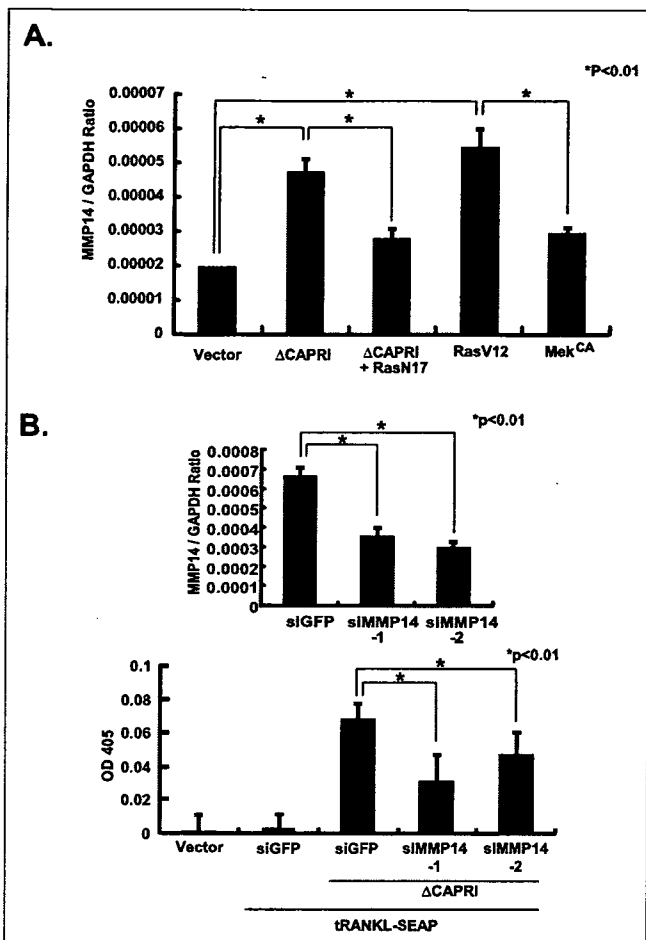 A.
*P<0.01
MMP14 / GAPDH Ratio
0.00007
0.00006
0.00005
0.00004
0.00003
0.00002
0.00001
0
*
*
*
*
Vector
ΔCAPRI
ΔCAPRI + RasN17
RasV12
Mek^CA
B.
*p<0.01
MMP14 / GAPDH Ratio
0.0008
0.0007
0.0006
0.0005
0.0004
0.0003
0.0002
0.0001
0
*
*
siGFP
siMMP14 -1
siMMP14 -2
*p<0.01
OD 405
0.1
0.08
0.06
0.04
0.02
0
*
*
Vector
siGFP
siGFP
siMMP14 -1
siMMP14 -2
ΔCAPRI
tRANKL-SEAP